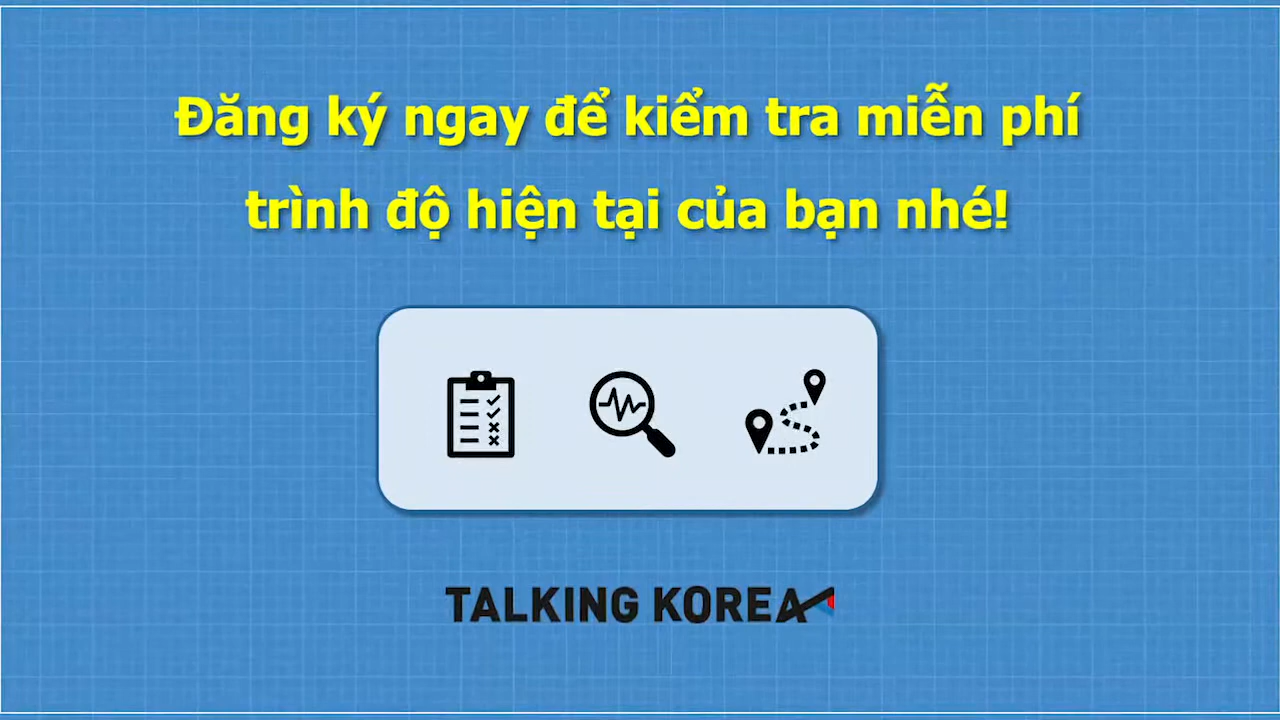 Đăng ký ngay để kiểm tra miễn phí
trình độ hiện tại của bạn nhé!
TALKING KOREA